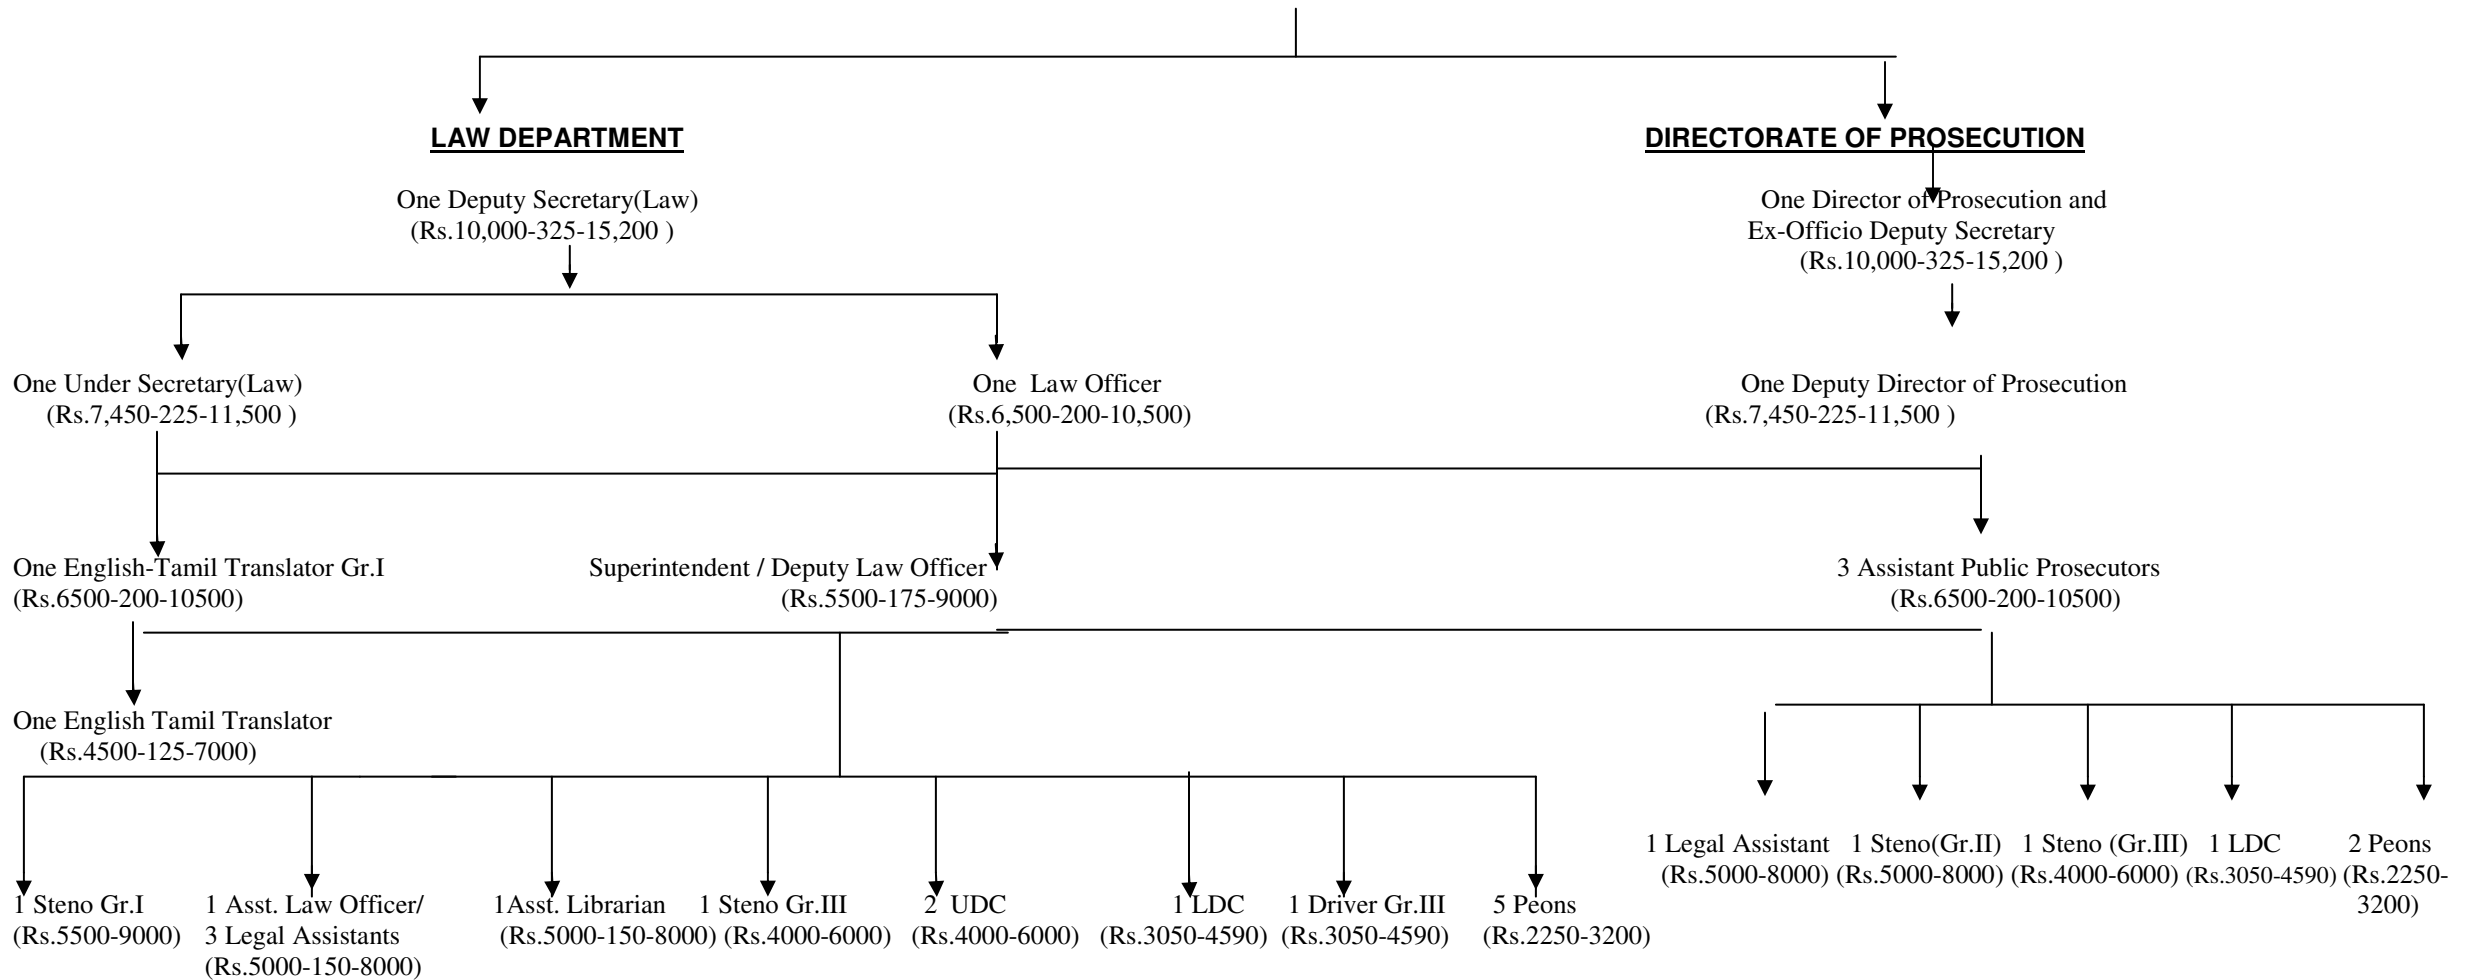 LAW DEPARTMENT
DIRECTORATE OF PROSECUTION
One Deputy Secretary(Law)
(Rs.10,000-325-15,200 )
One Director of Prosecution and
Ex-Officio Deputy Secretary
(Rs.10,000-325-15,200 )
One Under Secretary(Law)
(Rs.7,450-225-11,500 )
One Law Officer
(Rs.6,500-200-10,500)
One Deputy Director of Prosecution
(Rs.7,450-225-11,500 )
One English-Tamil Translator Gr.I
(Rs.6500-200-10500)
Superintendent / Deputy Law Officer
(Rs.5500-175-9000)
3 Assistant Public Prosecutors
(Rs.6500-200-10500)
One English Tamil Translator
(Rs.4500-125-7000)
1 Steno Gr.I
(Rs.5500-9000)
1 Asst. Law Officer/
3 Legal Assistants
(Rs.5000-150-8000)
1Asst. Librarian
(Rs.5000-150-8000)
1 Steno Gr.III
(Rs.4000-6000)
2 UDC
(Rs.4000-6000)
1 LDC
(Rs.3050-4590)
1 Driver Gr.III
(Rs.3050-4590)
5 Peons
(Rs.2250-3200)
1 Legal Assistant
(Rs.5000-8000)
1 Steno(Gr.II)
(Rs.5000-8000)
1 Steno (Gr.III)
(Rs.4000-6000)
1 LDC
(Rs.3050-4590)
2 Peons
(Rs.2250-
3200)